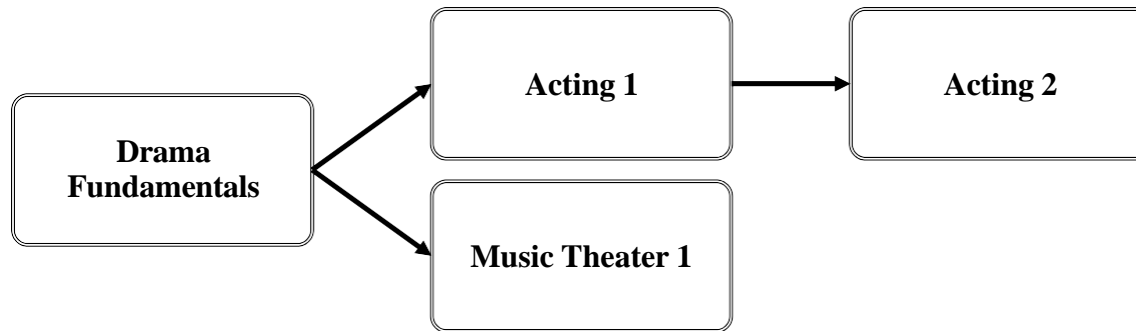 Drama
Fundamentals
Acting 1
Acting 2
Music Theater 1